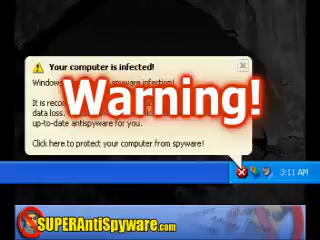 Your computer is infected!
Windows spyware infection!
Warning!
It is reco
data loss.
up-to-date antispyware for you.
Click here to protect your computer from spyware!
3:11 AM
SUPERAntiSpyware.com